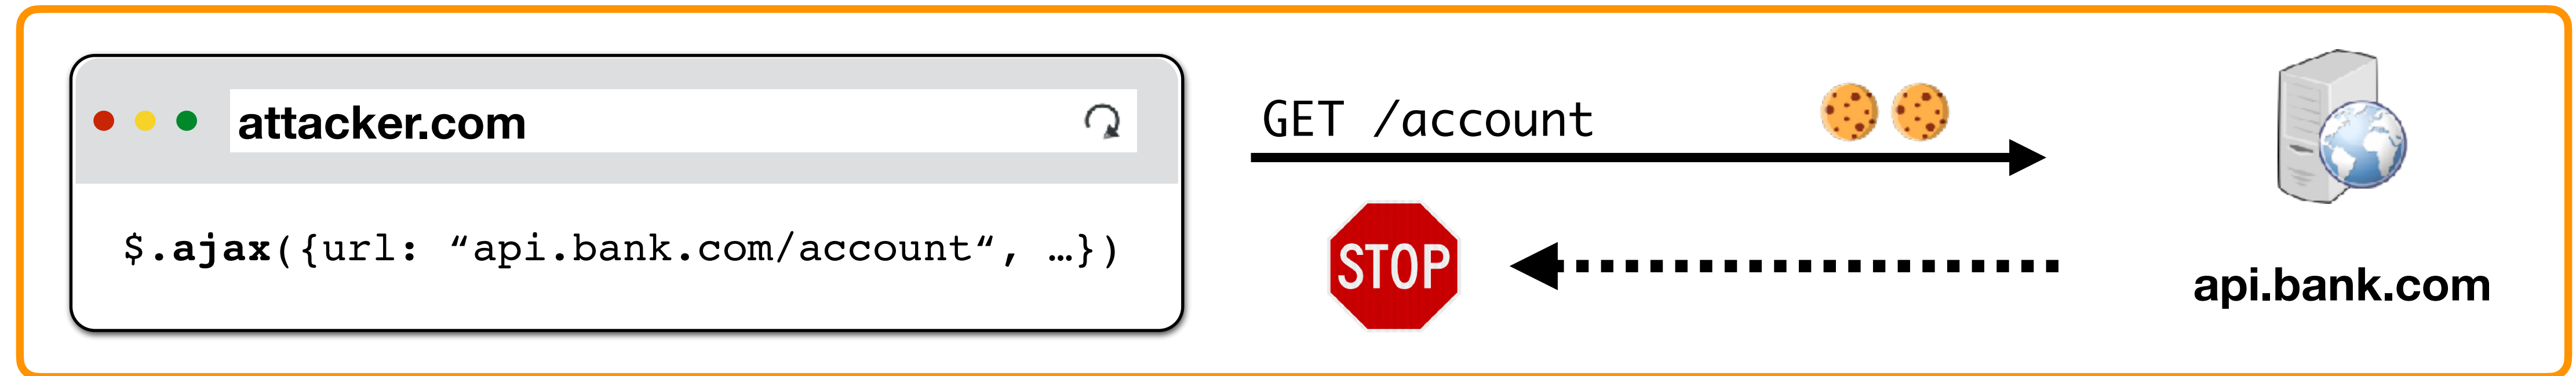 attacker.com
$.ajax({url: “api.bank.com/account“, …})
GET /account
STOP
api.bank.com